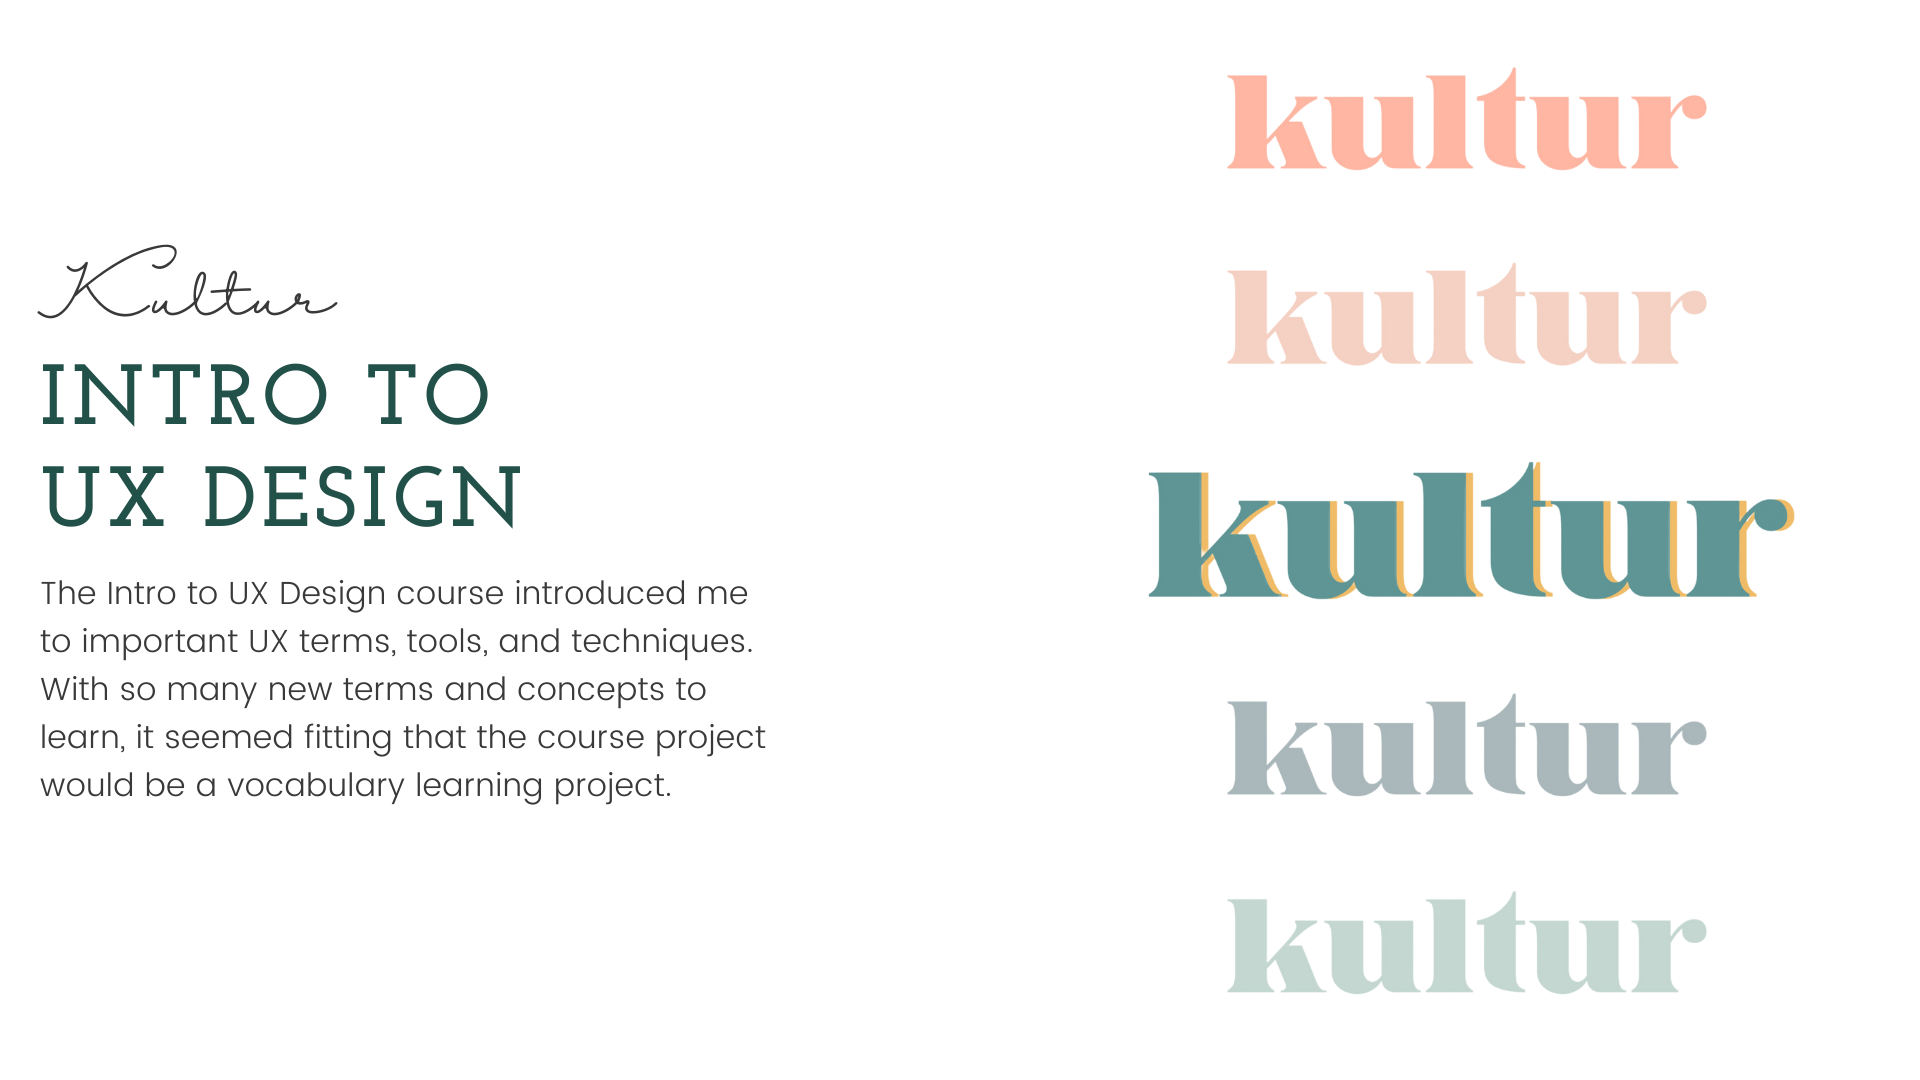 Kultur
INTRO TO
UX DESIGN
The Intro to UX Design course introduced me
to important UX terms, tools, and techniques.
With so many new terms and concepts to
learn, it seemed fitting that the course project
would be a vocabulary learning project.
kultur
kultur
kultur
kultur
kultur